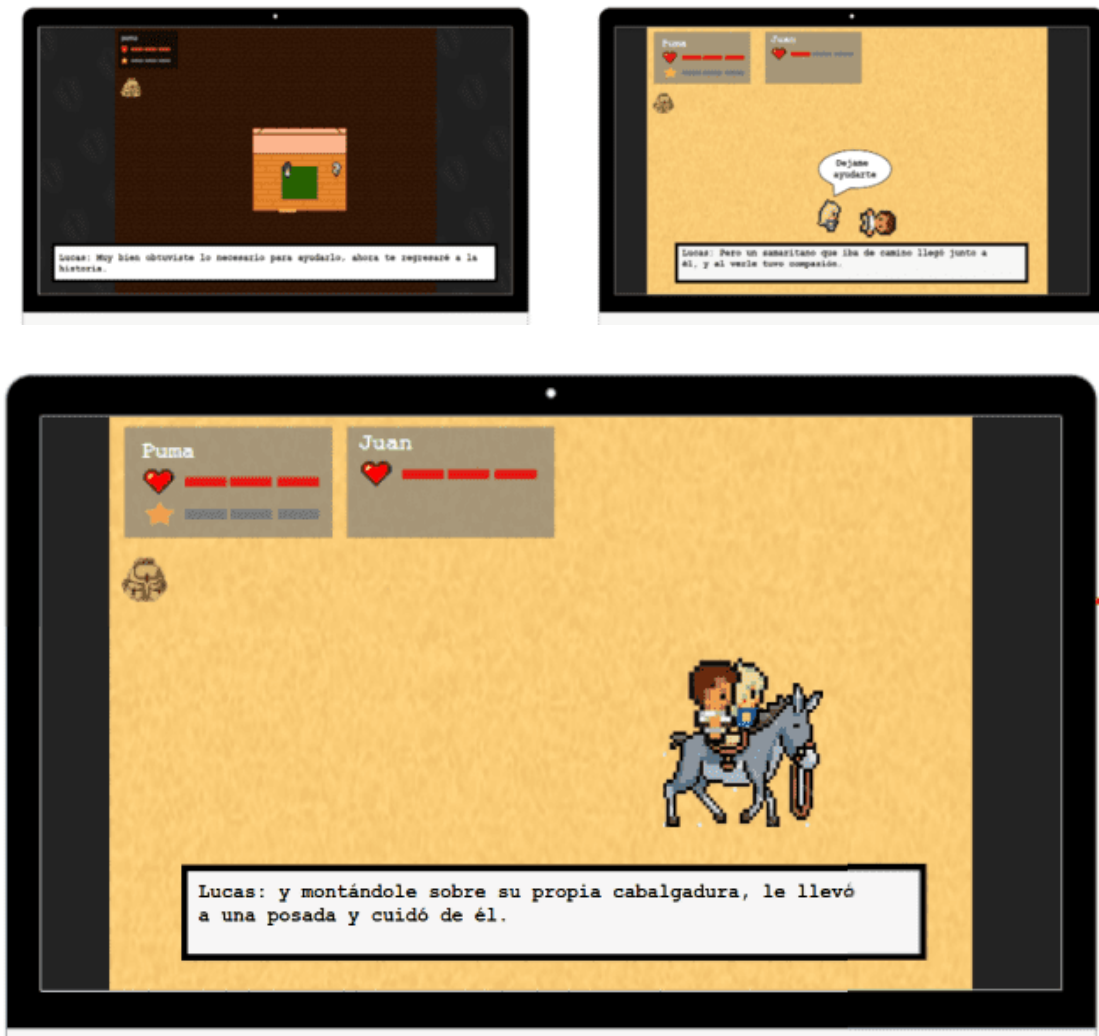 puma
Lucas: Muy bien obtuviste lo necesario para ayudarlo, ahora te regresaré a la
historia.
Puma
Juan
Dejame
ayudarte
Lucas: Pero un samaritano que iba de camino llegó junto a
él, y al verle tuvo compasión.
Puma
Juan
Lucas: y montándole sobre su propia cabalgadura, le llevó
a una posada y cuidó de él.